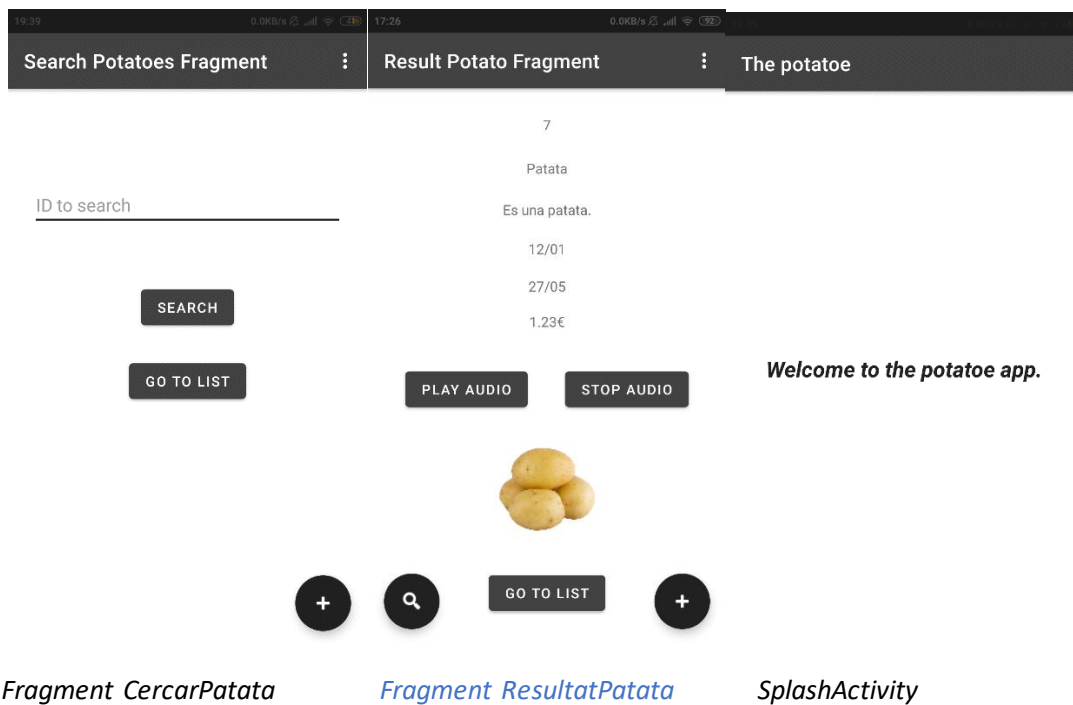 19:39
0.0KB/s
Search Potatoes Fragment
ID to search
SEARCH
GO TO LIST
17:26
0.0KB/s
92
Result Potato Fragment
7
Patata
Es una patata.
12/01
27/05
1.23€
PLAY AUDIO
STOP AUDIO
GO TO LIST
The potatoe
Welcome to the potatoe app.
Fragment CercarPatata
Fragment ResultatPatata
SplashActivity